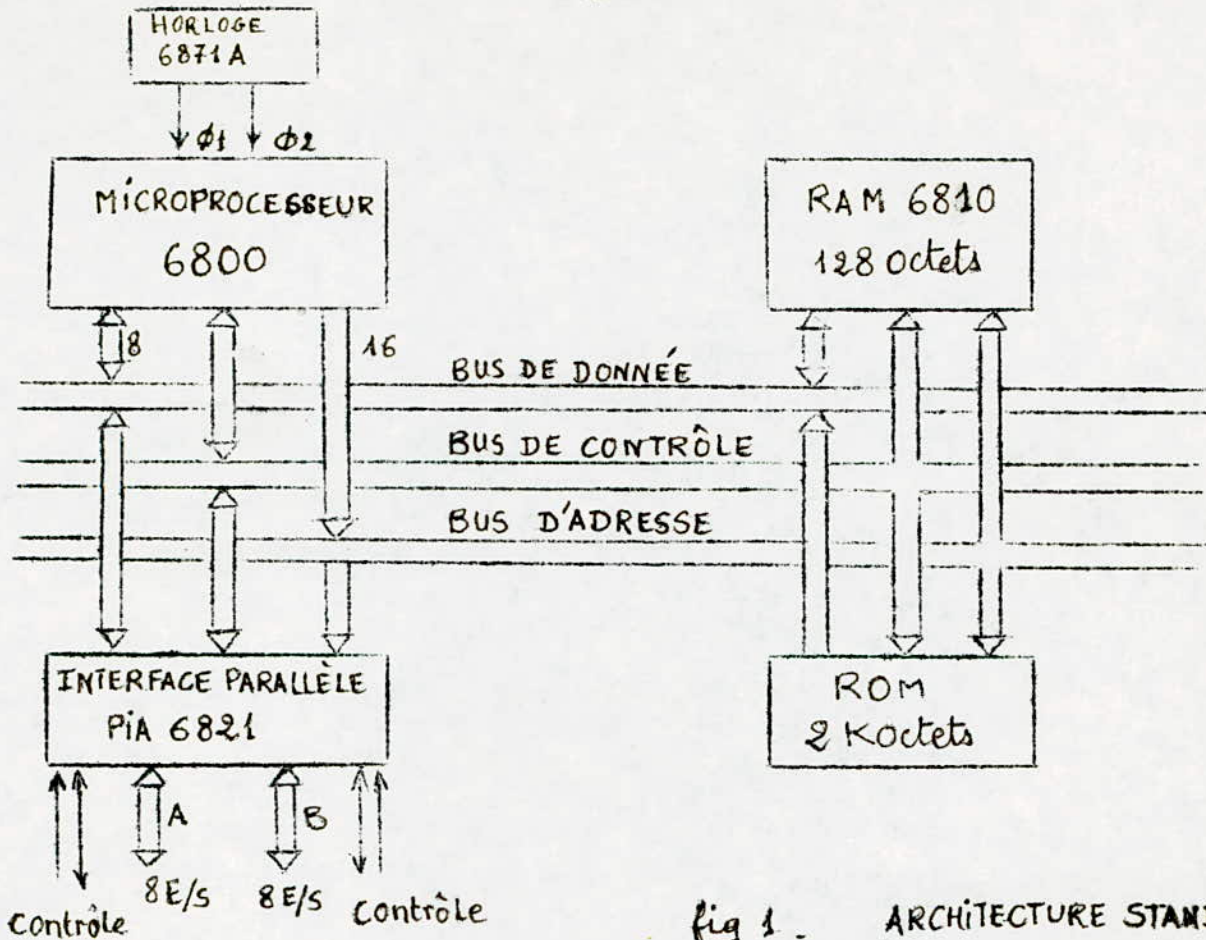 HORLOGE
6871A
φ1 φ2
MICROPROCESSEUR
6800
RAM 6810
128 Octets
8
16
BUS DE DONNÉE
BUS DE CONTRÔLE
BUS D'ADRESSE
INTERFACE PARALLÈLE
PIA 6821
ROM
2 Koctets
A
B
8E/S
8E/S
Contrôle
Contrôle
fig 1. ARCHITECTURE